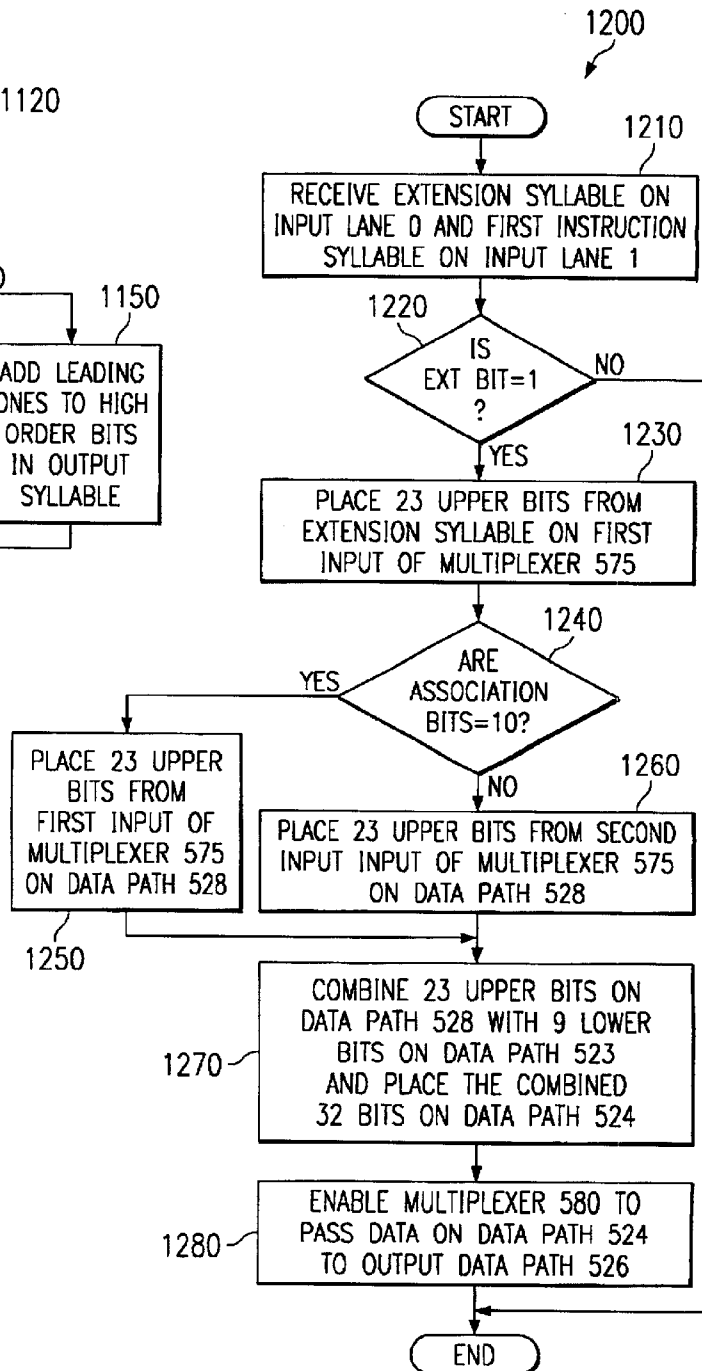 1200
1120
START
1210
RECEIVE EXTENSION SYLLABLE ON
INPUT LANE 0 AND FIRST INSTRUCTION
SYLLABLE ON INPUT LANE 1
1150
ADD LEADING
ONES TO HIGH
ORDER BITS
IN OUTPUT
SYLLABLE
1220
IS
EXT BIT=1
?
NO
YES
1230
PLACE 23 UPPER BITS FROM
EXTENSION SYLLABLE ON FIRST
INPUT OF MULTIPLEXER 575
1240
ARE
ASSOCIATION
BITS=10?
YES
NO
PLACE 23 UPPER
BITS FROM
FIRST INPUT OF
MULTIPLEXER 575
ON DATA PATH 528
1250
1260
PLACE 23 UPPER BITS FROM SECOND
INPUT INPUT OF MULTIPLEXER 575
ON DATA PATH 528
1270
COMBINE 23 UPPER BITS ON
DATA PATH 528 WITH 9 LOWER
BITS ON DATA PATH 523
AND PLACE THE COMBINED
32 BITS ON DATA PATH 524
1280
ENABLE MULTIPLEXER 580 TO
PASS DATA ON DATA PATH 524
TO OUTPUT DATA PATH 526
END